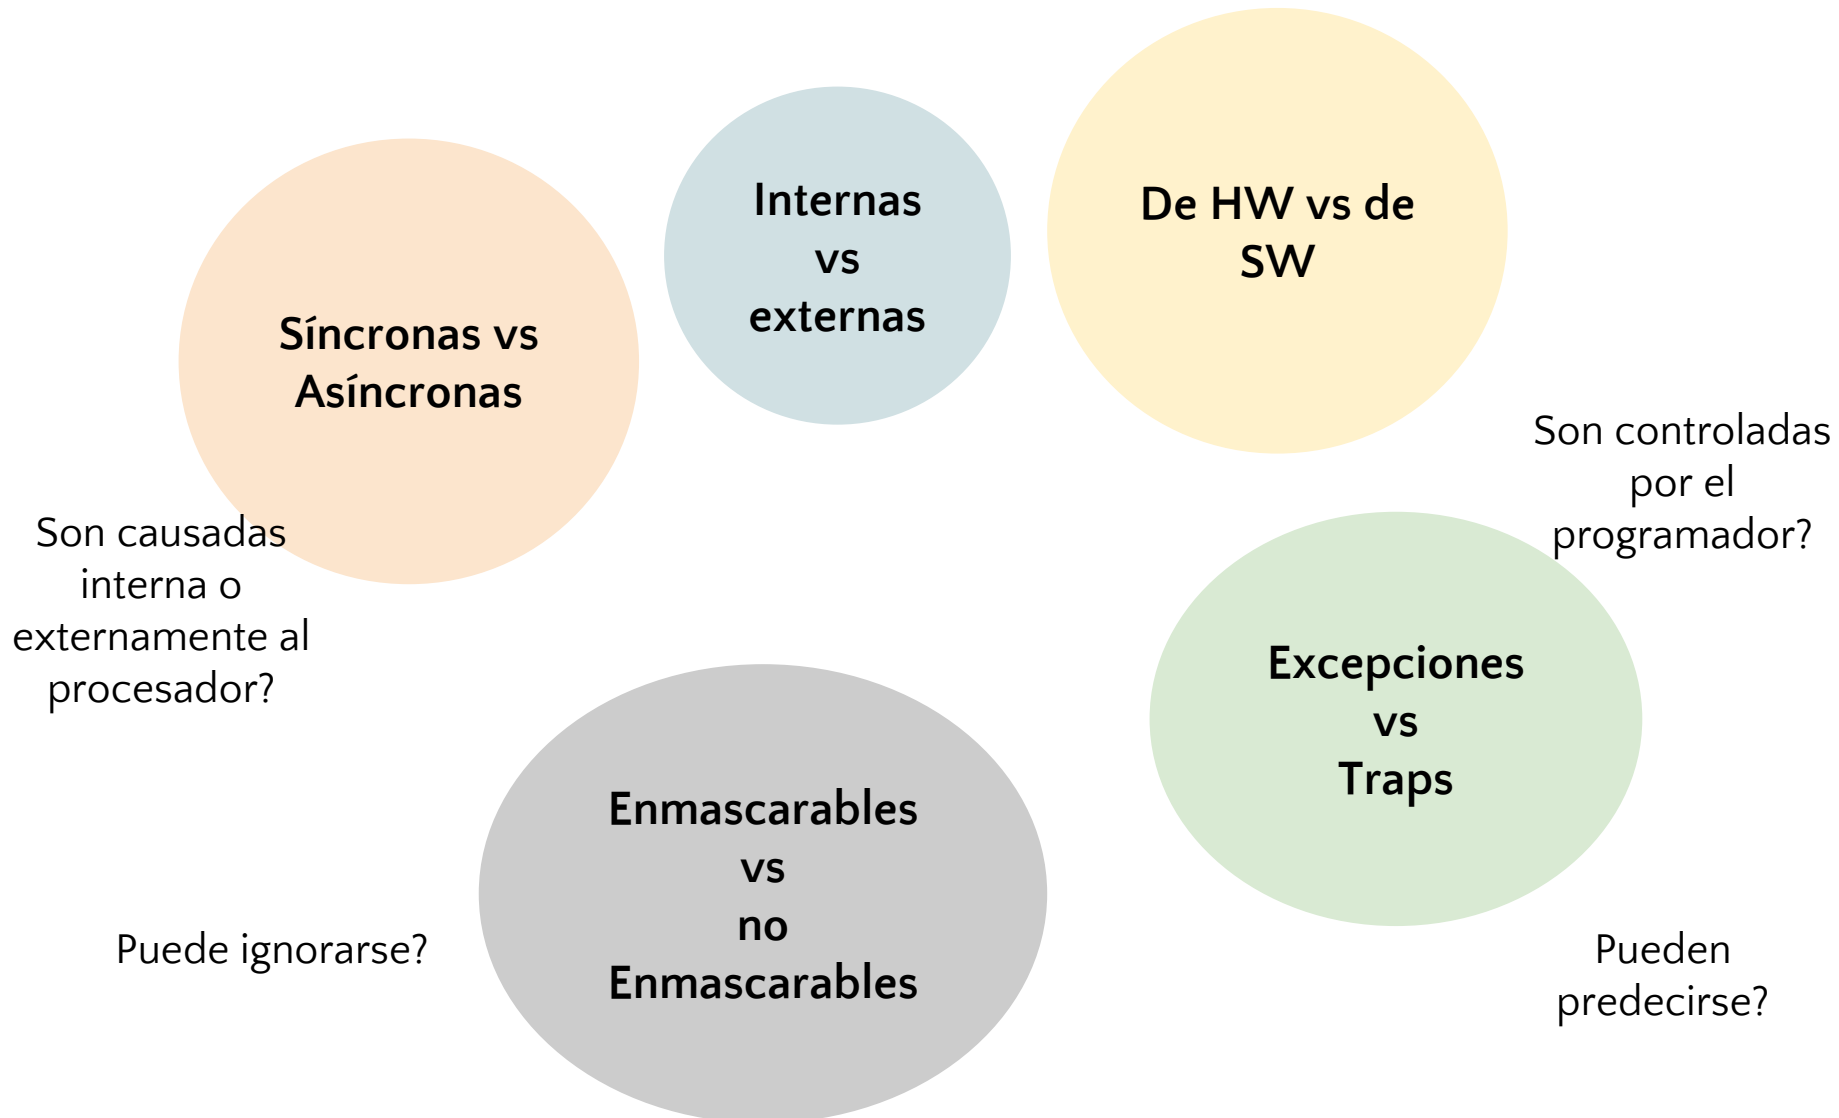 Síncronas vs
Asíncronas
Internas
vs
externas
De HW vs de
SW
Son causadas
interna o
externamente al
procesador?
Son controladas
por el
programador?
Excepciones
vs
Traps
Enmascarables
vs
no
Enmascarables
Puede ignorarse?
Pueden
predecirse?